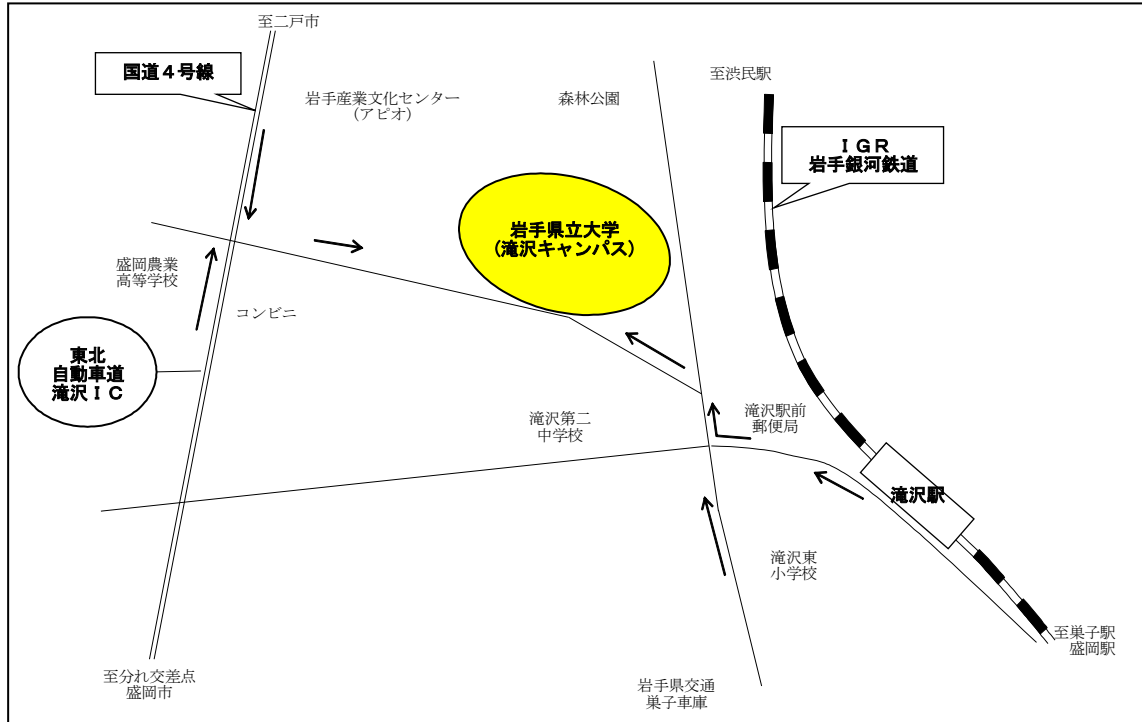 至二戸市
国道４号線
岩手産業文化センター
（アピオ）
森林公園
至渋民駅
ＩＧＲ
岩手銀河鉄道
岩手県立大学
（滝沢キャンパス）
盛岡農業
高等学校
コンビニ
東北
自動車道
滝沢ＩＣ
滝沢第二
中学校
滝沢駅前
郵便局
滝沢駅
滝沢東
小学校
至巣子駅
盛岡駅
至分れ交差点
盛岡市
岩手県交通
巣子車庫